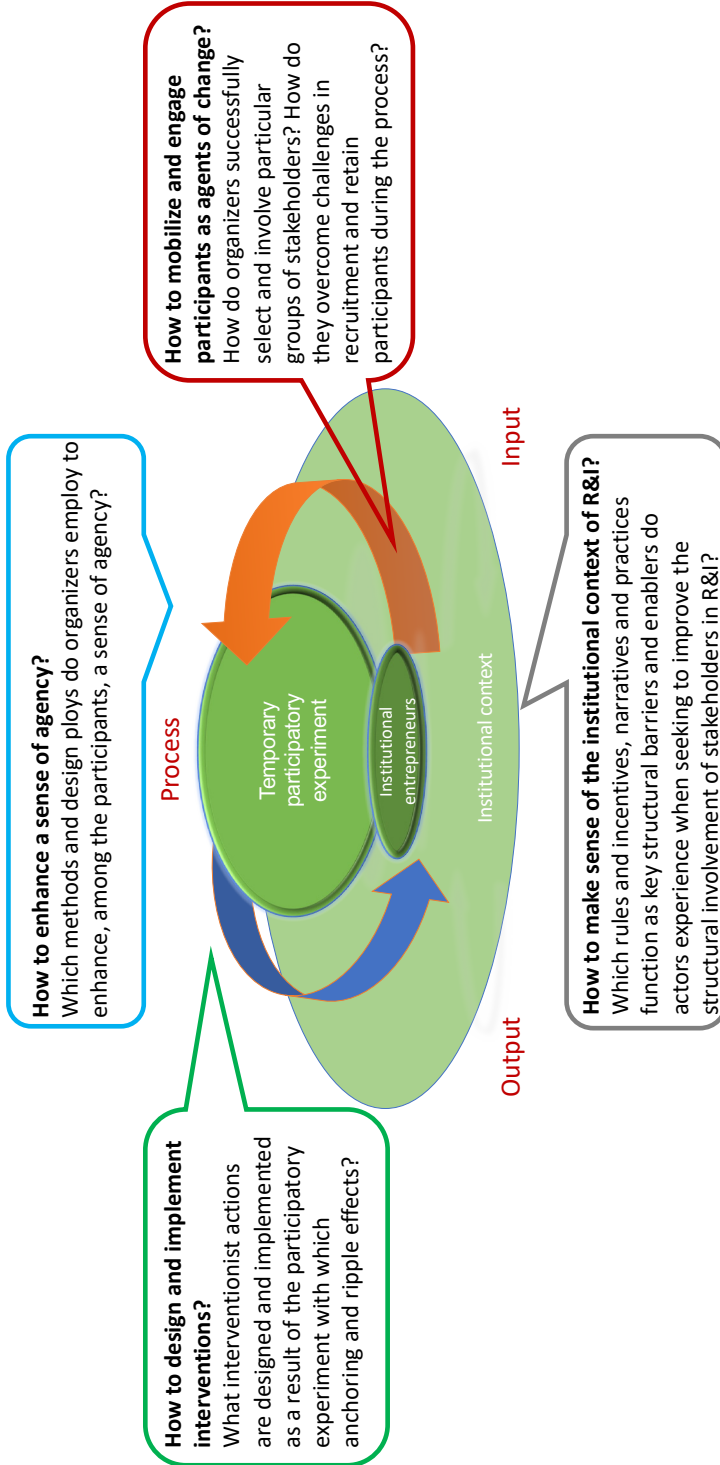 How to enhance a sense of agency?
Which methods and design ploys do organizers employ to
enhance, among the participants, a sense of agency?
How to design and implement
interventions?
What interventionist actions
are designed and implemented
as a result of the participatory
experiment with which
anchoring and ripple effects?
Process
Temporary
participatory
experiment
Institutional
entrepreneurs
Institutional context
Output
Input
How to mobilize and engage
participants as agents of change?
How do organizers successfully
select and involve particular
groups of stakeholders? How do
they overcome challenges in
recruitment and retain
participants during the process?
How to make sense of the institutional context of R&I?
Which rules and incentives, narratives and practices
function as key structural barriers and enablers do
actors experience when seeking to improve the
structural involvement of stakeholders in R&I?